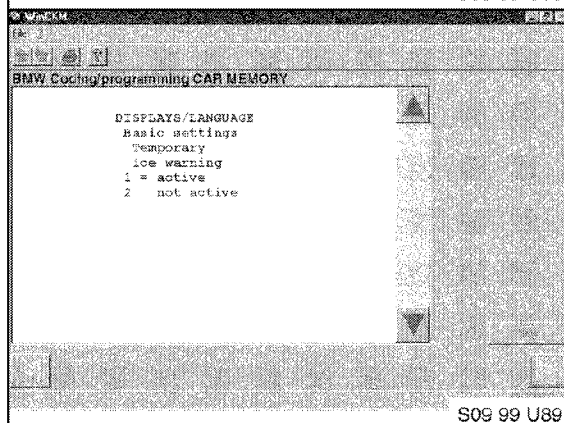 WinCKM
File ?
BMW Coding/programming CAR MEMORY
DISPLAYS/LANGUAGE
Basic settings
Temporary
ice warning
1 = active
2 not active
S09 99 U89